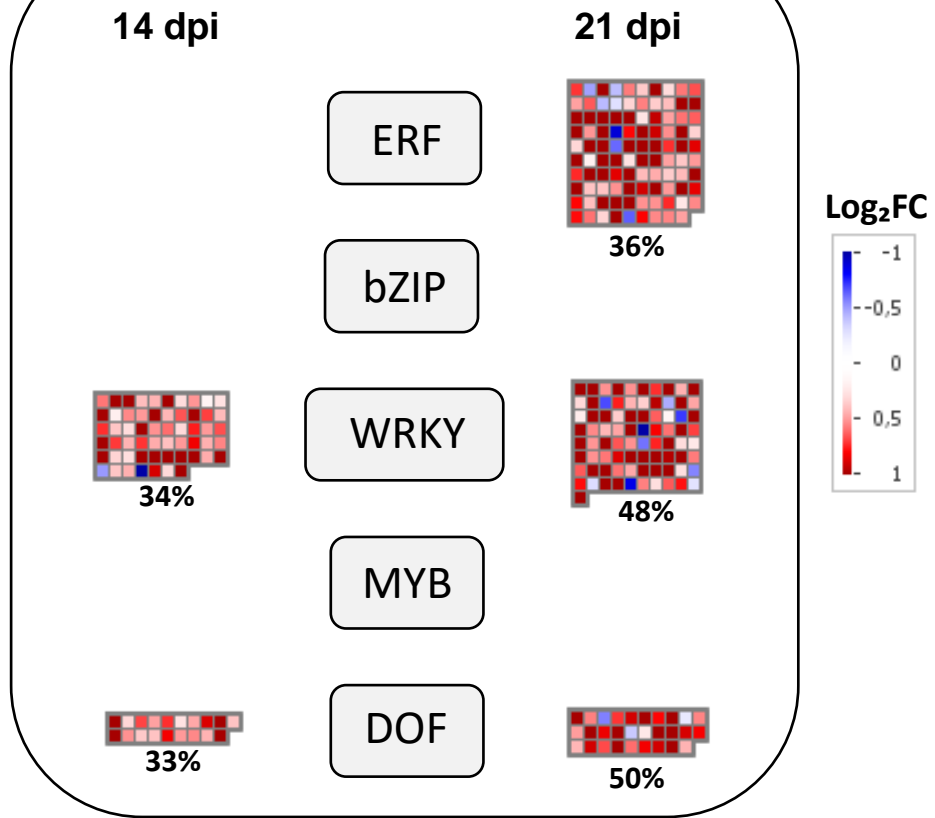 14 dpi
21 dpi
ERF
36%
bZIP
WRKY
34%
48%
MYB
DOF
33%
50%
Log₂FC
-1
-0,5
0
0,5
1